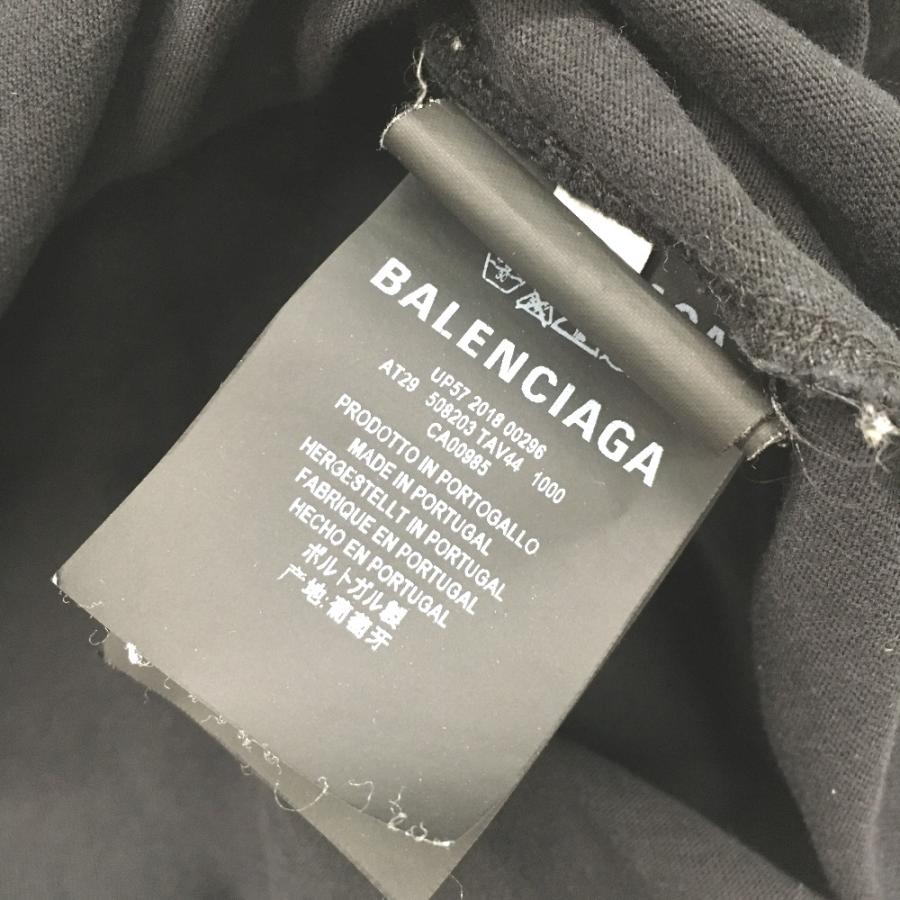 BALENCIAGA
UP57 2018 00296
AT29 508203 TAV44 1000
CA00985
PRODOTTO IN PORTOGALLO
MADE IN PORTUGAL
HERGESTELLT IN PORTUGAL
FABRIQUE EN PORTUGAL
HECHO EN PORTUGAL
ポルトガル製
产地:葡萄牙